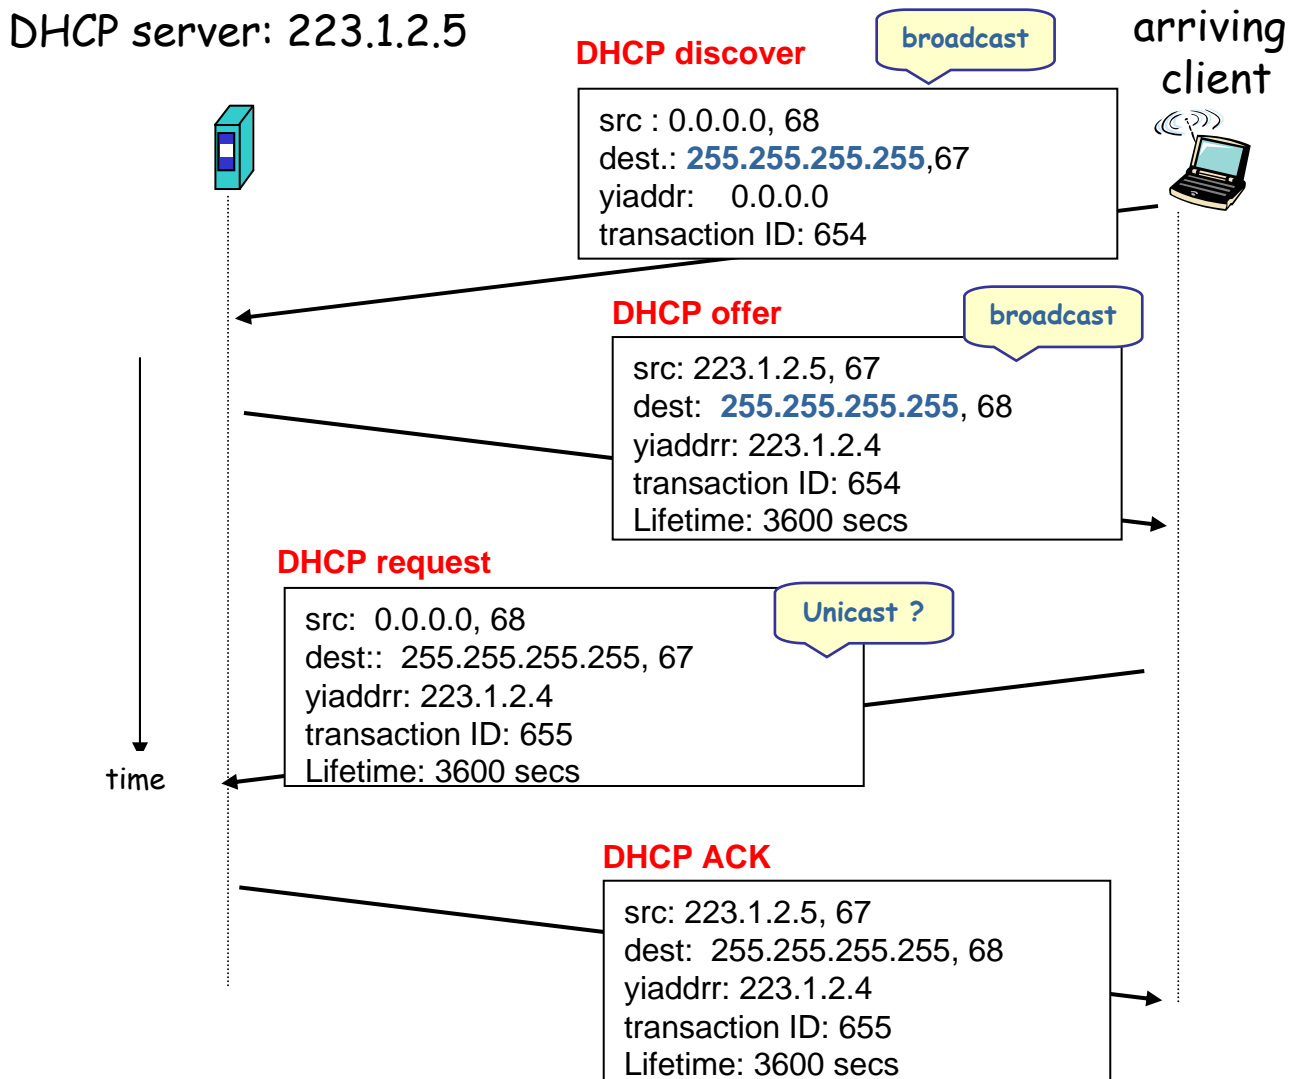 DHCP server: 223.1.2.5
arriving
client
DHCP discover
broadcast
src : 0.0.0.0, 68
dest.: 255.255.255.255,67
yiaddr: 0.0.0.0
transaction ID: 654
DHCP offer
broadcast
src: 223.1.2.5, 67
dest: 255.255.255.255, 68
yiaddrr: 223.1.2.4
transaction ID: 654
Lifetime: 3600 secs
DHCP request
Unicast ?
src: 0.0.0.0, 68
dest:: 255.255.255.255, 67
yiaddrr: 223.1.2.4
transaction ID: 655
Lifetime: 3600 secs
time
DHCP ACK
src: 223.1.2.5, 67
dest: 255.255.255.255, 68
yiaddrr: 223.1.2.4
transaction ID: 655
Lifetime: 3600 secs